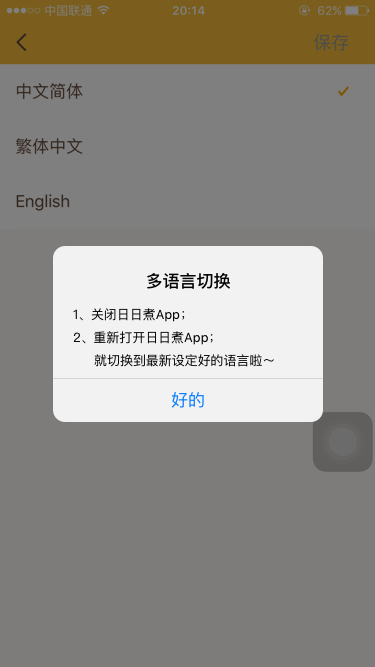 中国联通 20:14 62%
保存
中文简体
繁体中文
English
多语言切换
1、关闭日日煮App；
2、重新打开日日煮App；
就切换到最新设定好的语言啦～
好的